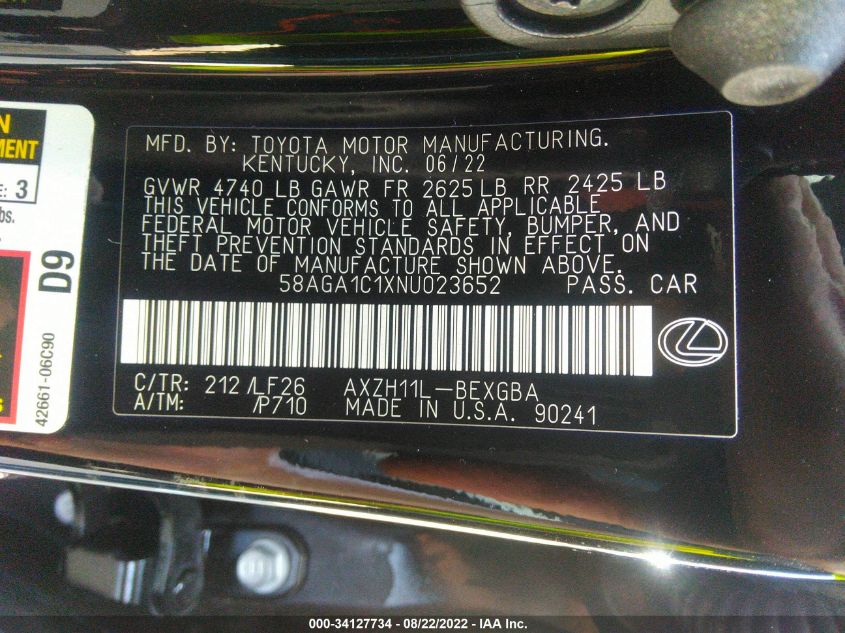 MFD. BY: TOYOTA MOTOR MANUFACTURING.
KENTUCKY, INC. 06/22
GVWR 4740 LB GAWR FR 2625 LB RR 2425 LB
THIS VEHICLE CONFORMS TO ALL APPLICABLE
FEDERAL MOTOR VEHICLE SAFETY, BUMPER, AND
THEFT PREVENTION STANDARDS IN EFFECT ON
THE DATE OF MANUFACTURE SHOWN ABOVE.
58AGA1C1XNU023652 PASS. CAR
C/TR: 212 /LF26 AXZH11L-BEXGBA
A/TM: /P710 MADE IN U.S.A. 90241
N
MENT
E: 3
bs.
D9
42661-06C90
000-34127734 - 08/22/2022 - IAA Inc.